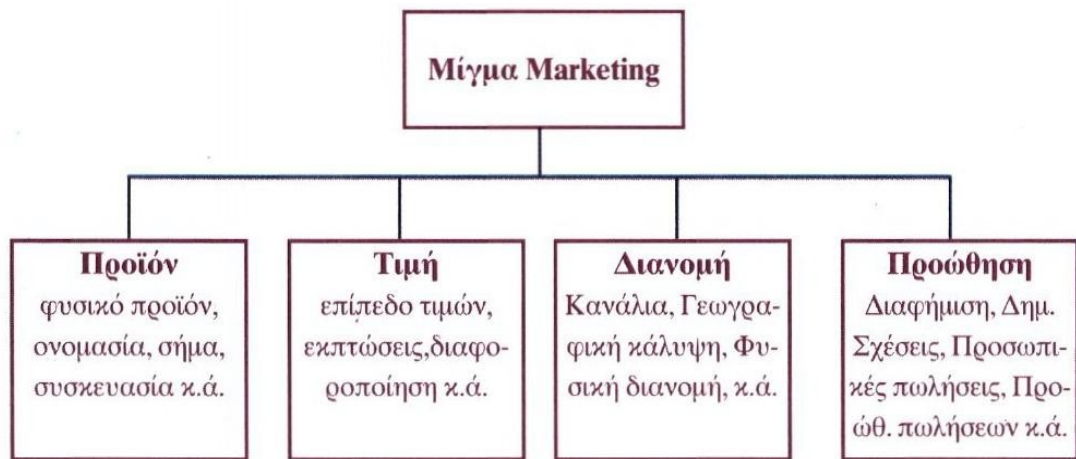 Μίγμα Marketing
Προϊόν
φυσικό προϊόν,
ονομασία, σήμα,
συσκευασία κ.ά.
Τιμή
επίπεδο τιμών,
εκπτώσεις,διαφο-
ροποίηση κ.ά.
Διανομή
Κανάλια, Γεωγρα-
φική κάλυψη, Φυ-
σική διανομή, κ.ά.
Προώθηση
Διαφήμιση, Δημ.
Σχέσεις, Προσωπι-
κές πωλήσεις, Προ-
ώθ. πωλήσεων κ.ά.